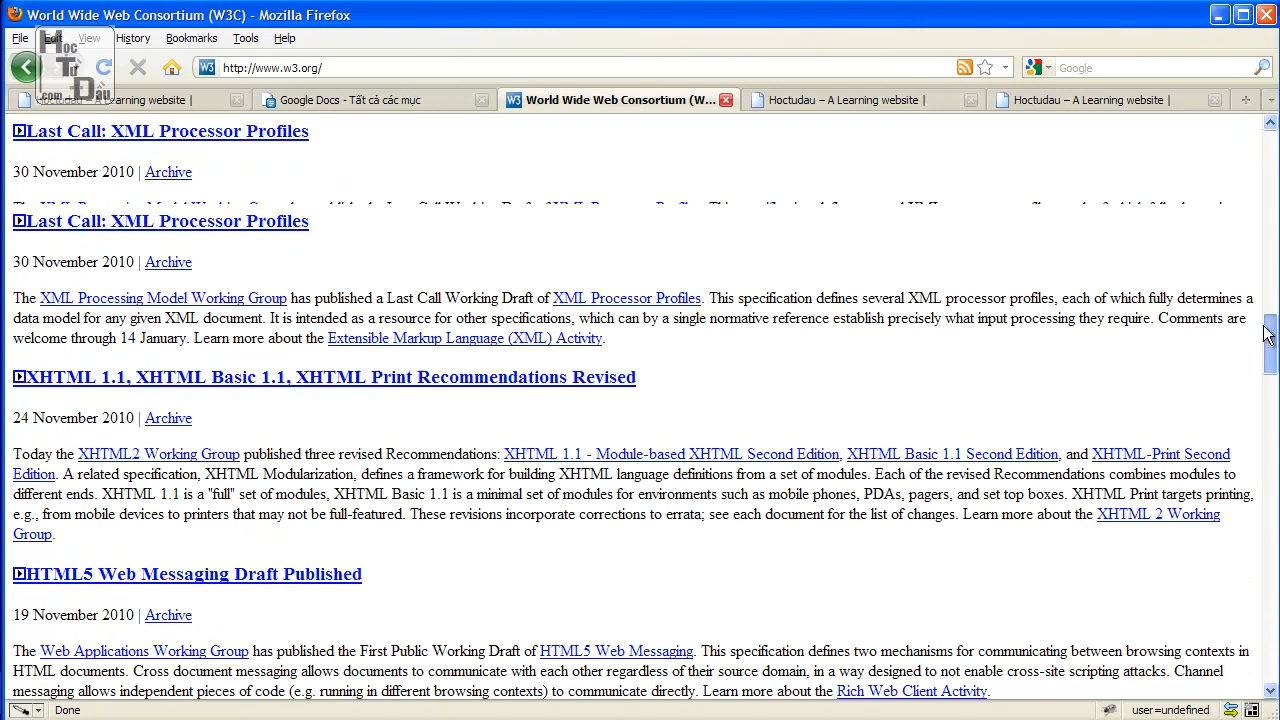 World Wide Web Consortium (W3C) - Mozilla Firefox
File Edit View History Bookmarks Tools Help
Học Từ Đầu .com
http://www.w3.org/
Google
Hoctudau – A Learning website |
Google Docs - Tất cả các mục
World Wide Web Consortium (W...
Hoctudau – A Learning website |
Hoctudau – A Learning website |
Last Call: XML Processor Profiles
30 November 2010 | Archive
Last Call: XML Processor Profiles
30 November 2010 | Archive
The XML Processing Model Working Group has published a Last Call Working Draft of XML Processor Profiles. This specification defines several XML processor profiles, each of which fully determines a
data model for any given XML document. It is intended as a resource for other specifications, which can by a single normative reference establish precisely what input processing they require. Comments are
welcome through 14 January. Learn more about the Extensible Markup Language (XML) Activity.
XHTML 1.1, XHTML Basic 1.1, XHTML Print Recommendations Revised
24 November 2010 | Archive
Today the XHTML2 Working Group published three revised Recommendations: XHTML 1.1 - Module-based XHTML Second Edition, XHTML Basic 1.1 Second Edition, and XHTML-Print Second
Edition. A related specification, XHTML Modularization, defines a framework for building XHTML language definitions from a set of modules. Each of the revised Recommendations combines modules to
different ends. XHTML 1.1 is a "full" set of modules, XHTML Basic 1.1 is a minimal set of modules for environments such as mobile phones, PDAs, pagers, and set top boxes. XHTML Print targets printing,
e.g., from mobile devices to printers that may not be full-featured. These revisions incorporate corrections to errata; see each document for the list of changes. Learn more about the XHTML 2 Working
Group.
HTML5 Web Messaging Draft Published
19 November 2010 | Archive
The Web Applications Working Group has published the First Public Working Draft of HTML5 Web Messaging. This specification defines two mechanisms for communicating between browsing contexts in
HTML documents. Cross document messaging allows documents to communicate with each other regardless of their source domain, in a way designed to not enable cross-site scripting attacks. Channel
messaging allows independent pieces of code (e.g. running in different browsing contexts) to communicate directly. Learn more about the Rich Web Client Activity.
Done
user=undefined